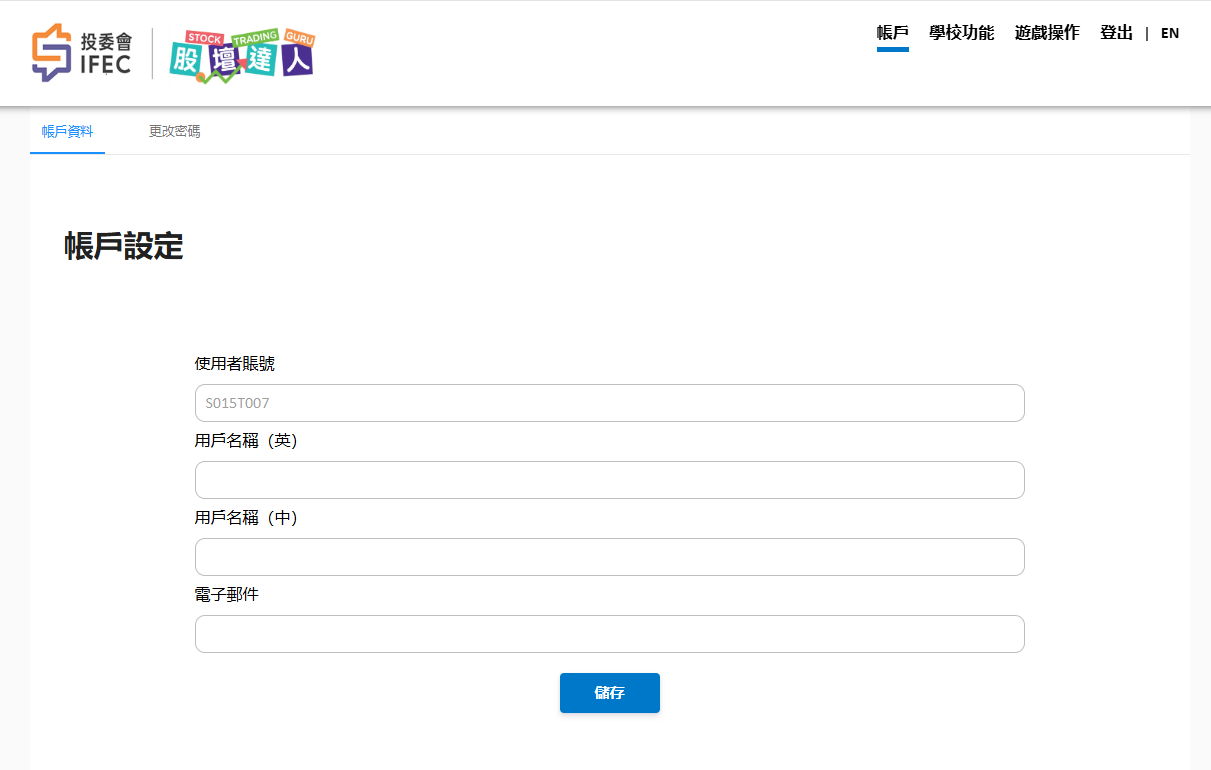 投委會
IFEC
STOCK TRADING GURU
股壇達人
帳戶 學校功能 遊戲操作 登出 | EN
帳戶資料 更改密碼
帳戶設定
使用者賬號
S015T007
用戶名稱（英）
用戶名稱（中）
電子郵件
儲存